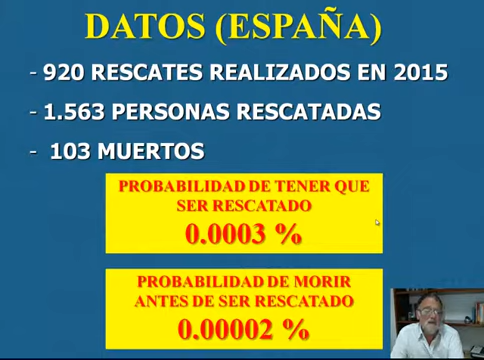 DATOS (ESPAÑA)
- 920 RESCATES REALIZADOS EN 2015
- 1.563 PERSONAS RESCATADAS
- 103 MUERTOS
PROBABILIDAD DE TENER QUE
SER RESCATADO
0.0003 %
PROBABILIDAD DE MORIR
ANTES DE SER RESCATADO
0.00002 %